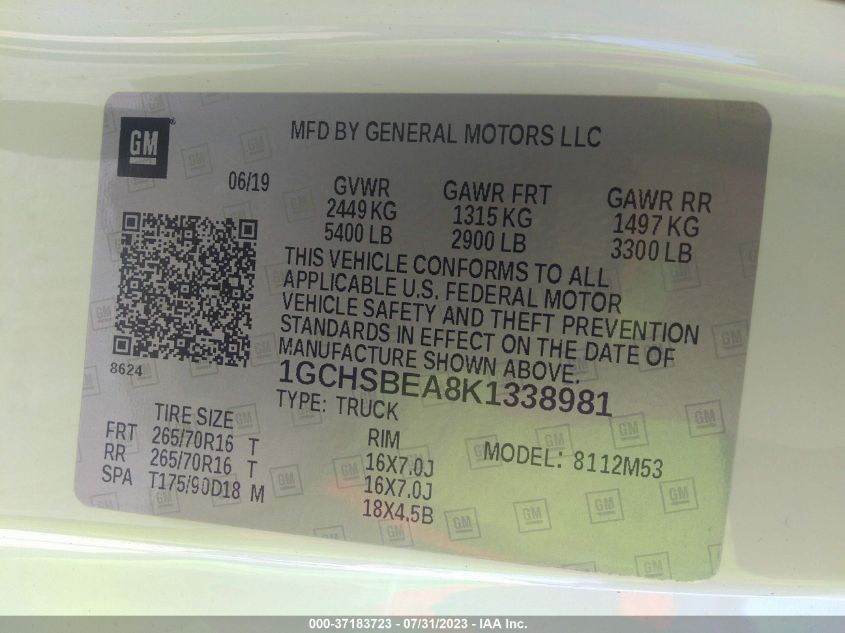 GM
MFD BY GENERAL MOTORS LLC
06/19
GVWR GAWR FRT GAWR RR
2449 KG 1315 KG 1497 KG
5400 LB 2900 LB 3300 LB
THIS VEHICLE CONFORMS TO ALL
APPLICABLE U.S. FEDERAL MOTOR
VEHICLE SAFETY AND THEFT PREVENTION
STANDARDS IN EFFECT ON THE DATE OF
MANUFACTURE SHOWN ABOVE.
8624
1GCHSBEA8K1338981
TYPE: TRUCK
TIRE SIZE RIM
FRT 265/70R16 T 16X7.0J
RR 265/70R16 T 16X7.0J
SPA T175/90D18 M 18X4.5B
MODEL: 8112M53
000-37183723 - 07/31/2023 - IAA Inc.